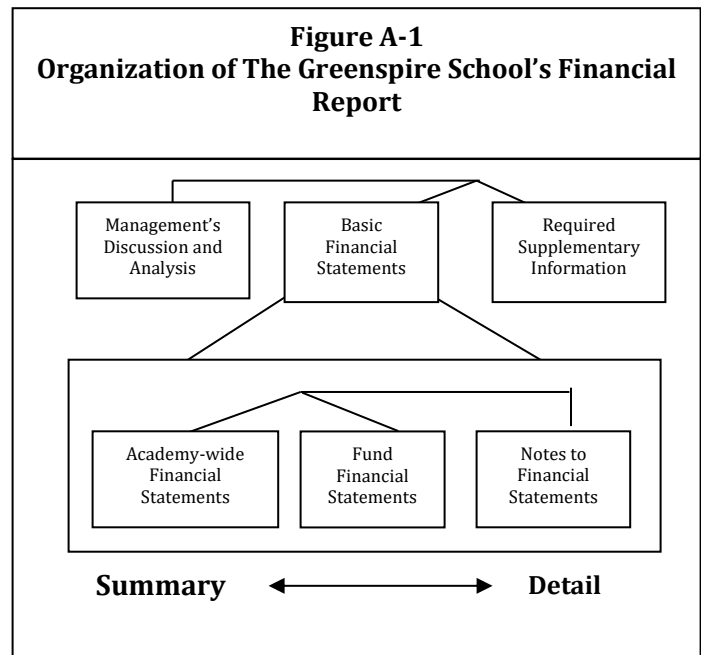 Figure A-1
Organization of The Greenspire School’s Financial
Report
Management’s
Discussion and
Analysis
Basic
Financial
Statements
Required
Supplementary
Information
Academy-wide
Financial
Statements
Fund
Financial
Statements
Notes to
Financial
Statements
Summary
Detail